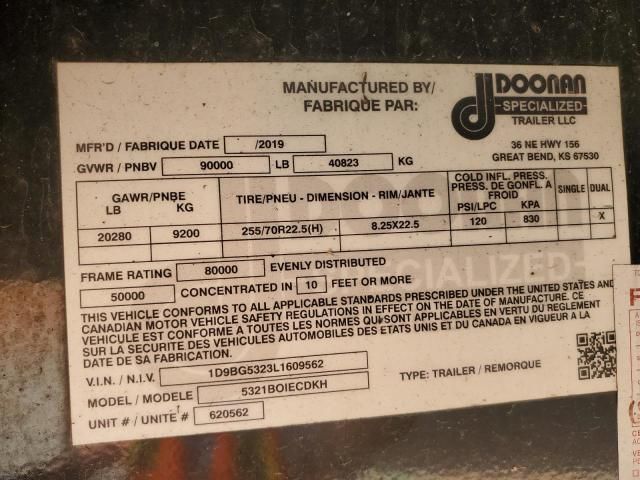 MANUFACTURED BY/
FABRIQUE PAR:
DOONAN
SPECIALIZED
TRAILER LLC
36 NE HWY 156
GREAT BEND, KS 67530
MFR'D / FABRIQUE DATE /2019
GVWR / PNBV 90000 LB 40823 KG
GAWR/PNBE
LB KG
TIRE/PNEU - DIMENSION - RIM/JANTE
COLD INFL. PRESS.
PRESS. DE GONFL. A
FROID
PSI/LPC KPA
SINGLE DUAL
20280 9200 255/70R22.5(H) 8.25X22.5 120 830 X
FRAME RATING 80000 EVENLY DISTRIBUTED
50000 CONCENTRATED IN 10 FEET OR MORE
THIS VEHICLE CONFORMS TO ALL APPLICABLE STANDARDS PRESCRIBED UNDER THE UNITED STATES AND
CANADIAN MOTOR VEHICLE SAFETY REGULATIONS IN EFFECT ON THE DATE OF MANUFACTURE. CE
VEHICULE EST CONFORME A TOUTES LES NORMES QUI SONT APPLICABLES EN VERTU DU REGLEMENT
SUR LA SECURITE DES VEHICULES AUTOMOBILES DES ETATS UNIS ET DU CANADA EN VIGUEUR A LA
DATE DE SA FABRICATION.
V.I.N. / N.I.V. 1D9BG5323L1609562
MODEL / MODELE 5321BOIECDKH
TYPE: TRAILER / REMORQUE
UNIT # / UNITE # 620562